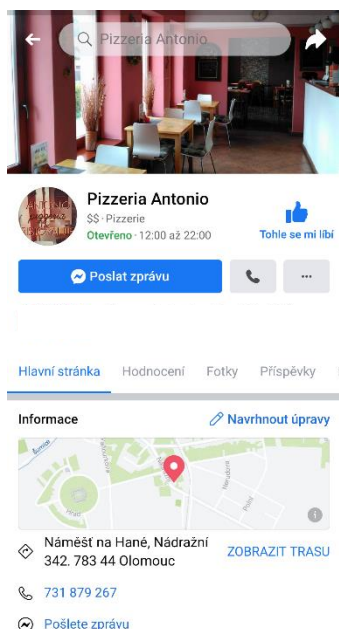 Pizzeria Antonio
Pizzeria Antonio
$$ · Pizzerie
Otevřeno · 12:00 až 22:00
Tohle se mi líbí
Poslat zprávu
Hlavní stránka
Hodnocení
Fotky
Příspěvky
Informace
Navrhnout úpravy
Náměšť na Hané, Nádražní
342. 783 44 Olomouc
ZOBRAZIT TRASU
731 879 267
Pošlete zprávu